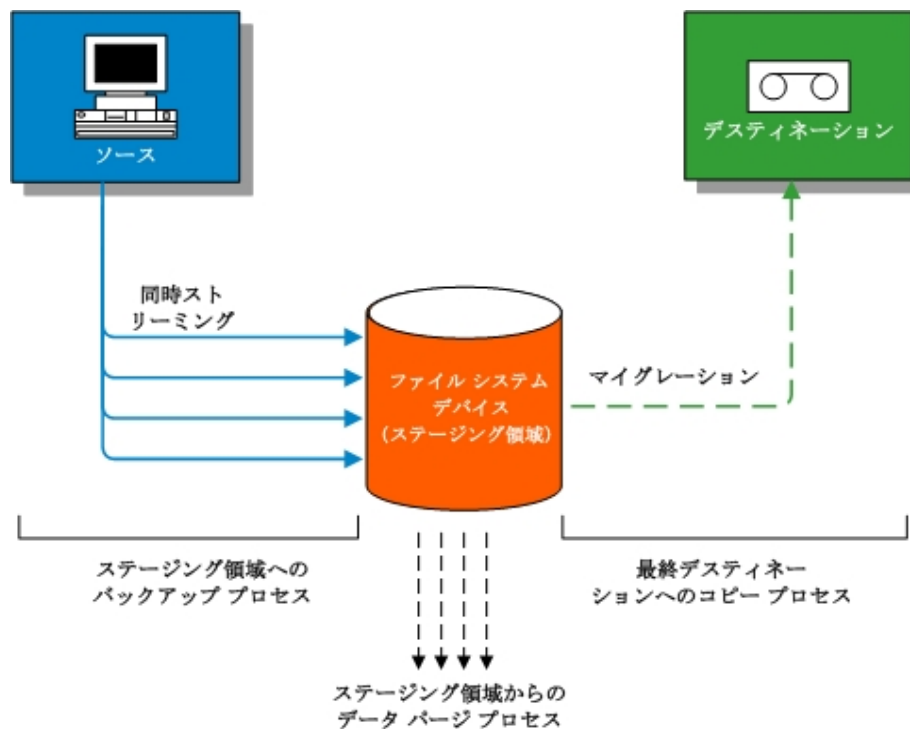 ソース
デスティネーション
同時スト
リーミング
ファイル システム
デバイス
(ステージング領域)
マイグレーション
ステージング領域への
バックアップ プロセス
最終デスティネー
ションへのコピー プロセス
ステージング領域からの
データ パージ プロセス